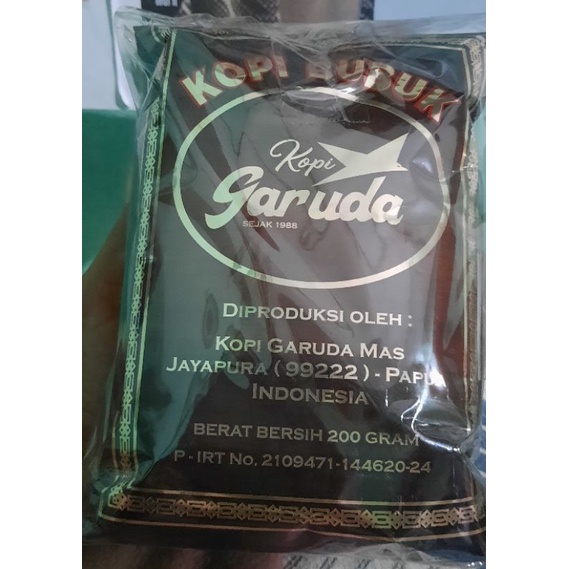 KOPI BUBUK
Kopi
Garuda
SEJAK 1988
DIPRODUKSI OLEH :
KOPI GARUDA MAS
JAYAPURA ( 99222 ) - PAPUA
INDONESIA
BERAT BERSIH 200 GRAM
P - IRT No. 2109471-144620-24